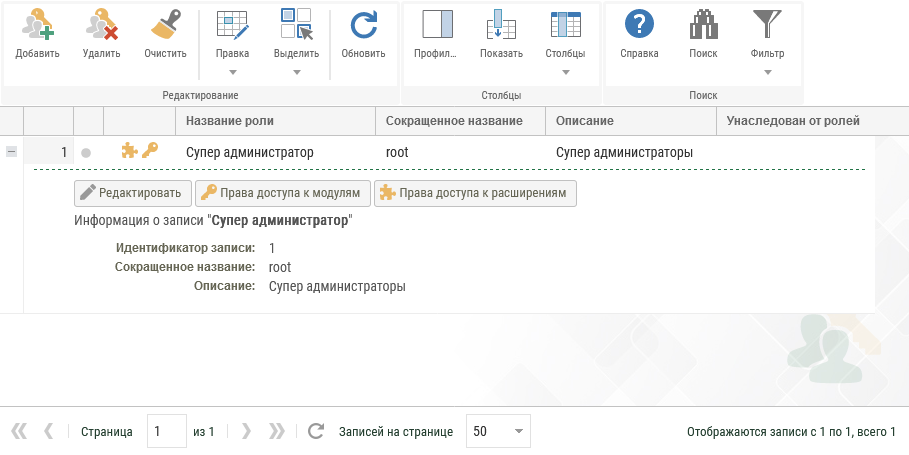 Добавить Удалить Очистить Правка Выделить Обновить Профил... Показать Столбцы Справка Поиск Фильтр
Редактирование Столбцы Поиск
Название роли Сокращенное название Описание Унаследован от ролей
1 Супер администратор root Супер администраторы
Редактировать Права доступа к модулям Права доступа к расширениям
Информация о записи "Супер администратор"
Идентификатор записи: 1
Сокращенное название: root
Описание: Супер администраторы
Страница 1 из 1 Записей на странице 50 Отображаются записи с 1 по 1, всего 1